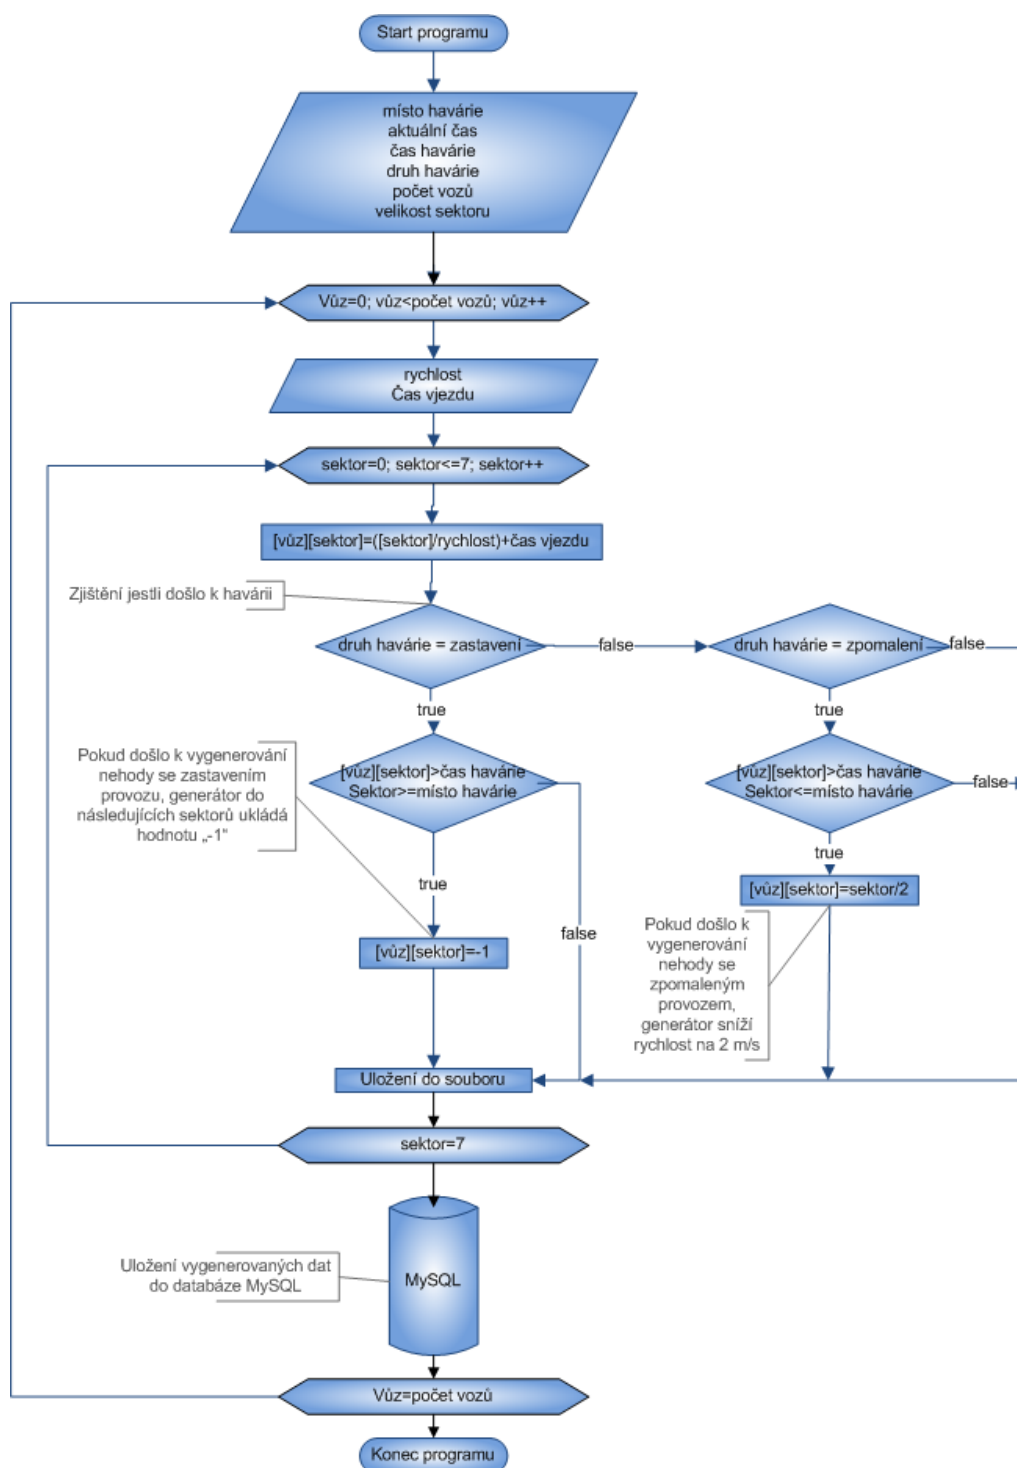 Start programu
místo havárie
aktuální čas
čas havárie
druh havárie
počet vozů
velikost sektoru
Vůz=0; vůz<počet vozů; vůz++
rychlost
Čas vjezdu
sektor=0; sektor<=7; sektor++
[vůz][sektor]=([sektor]/rychlost)+čas vjezdu
Zjištění jestli došlo k havárii
druh havárie = zastavení
false
druh havárie = zpomalení
false
true
true
Pokud došlo k vygenerování
nehody se zastavením
provozu, generátor do
následujících sektorů ukládá
hodnotu „-1“
[vůz][sektor]>čas havárie
Sektor>=místo havárie
[vůz][sektor]>čas havárie
Sektor<=místo havárie
false
true
true
false
[vůz][sektor]=sektor/2
[vůz][sektor]=-1
Pokud došlo k
vygenerování
nehody se
zpomaleným
provozem,
generátor sníží
rychlost na 2 m/s
Uložení do souboru
sektor=7
Uložení vygenerovaných dat
do databáze MySQL
MySQL
Vůz=počet vozů
Konec programu